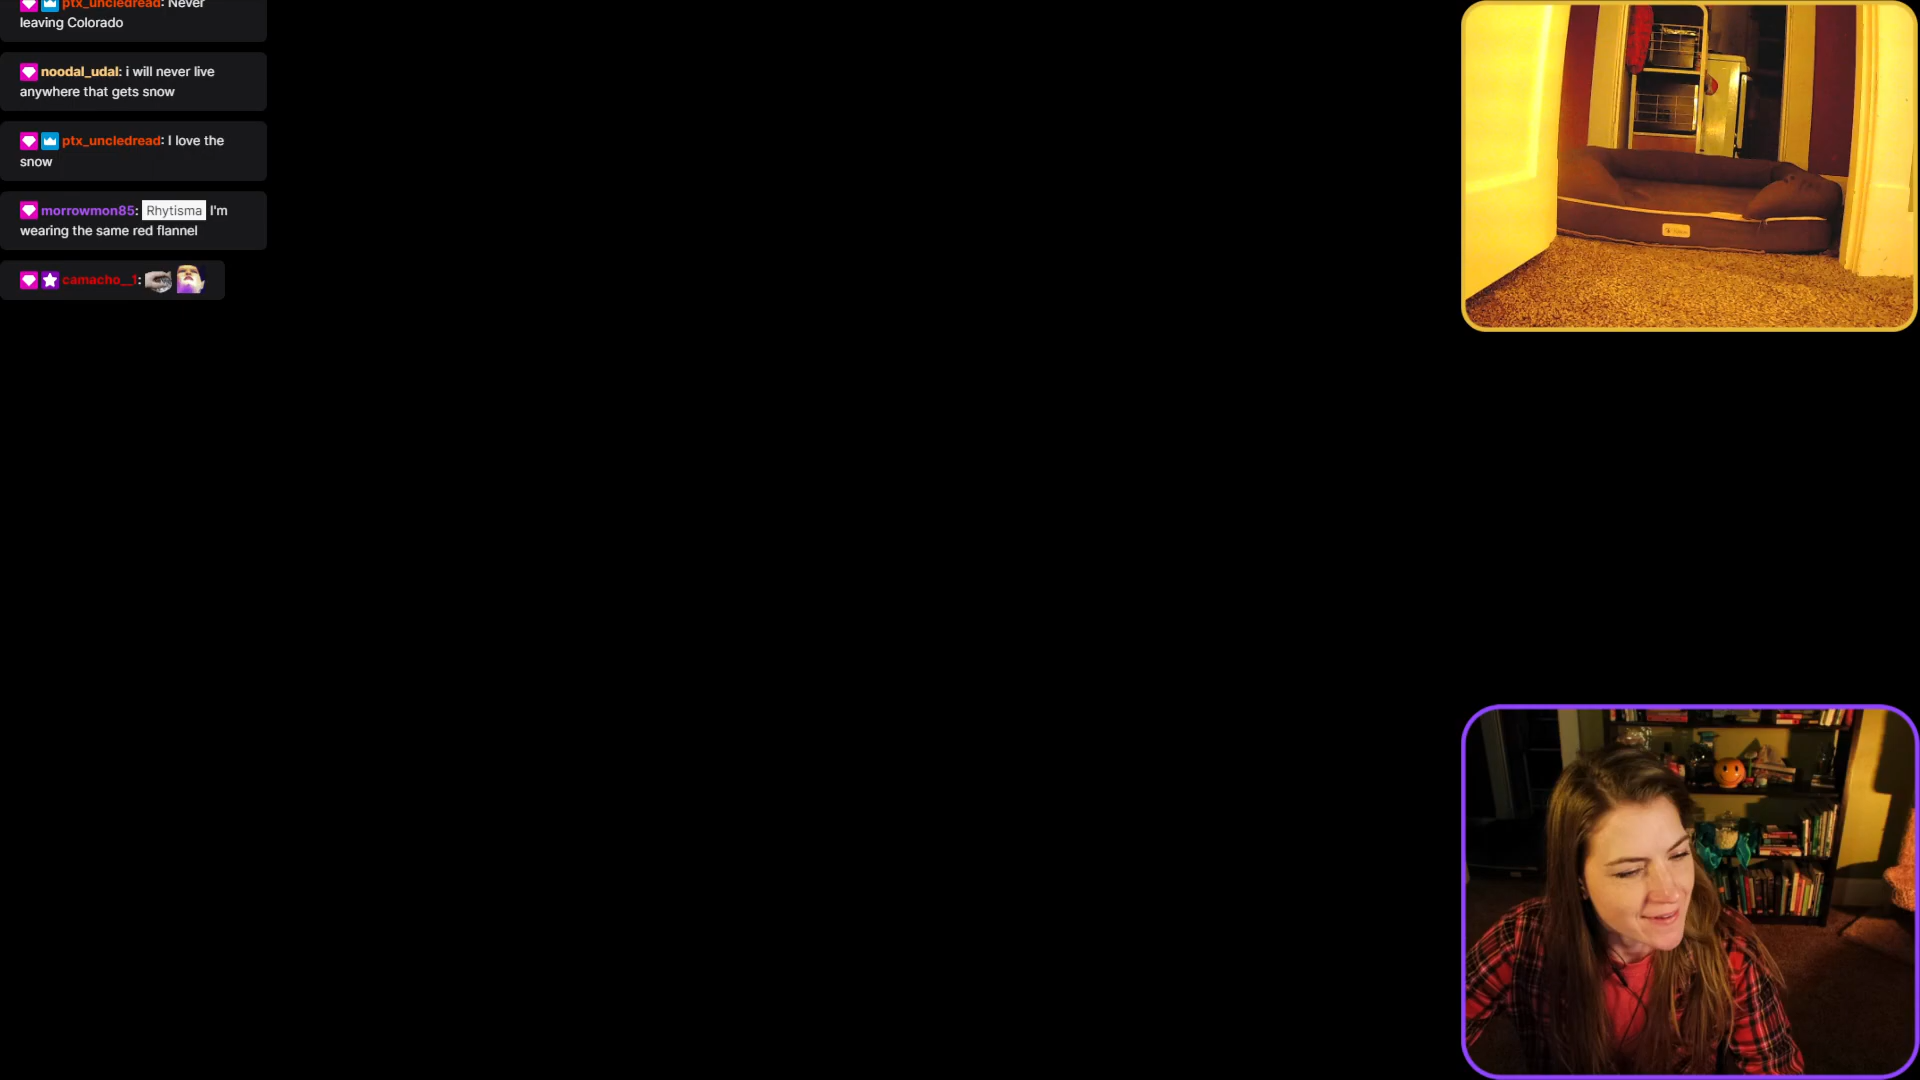 ptx_uncledread: Never
leaving Colorado
noodal_udal: i will never live
anywhere that gets snow
ptx_uncledread: I love the
snow
morrowmon85: Rhytisma I'm
wearing the same red flannel
camacho__1: